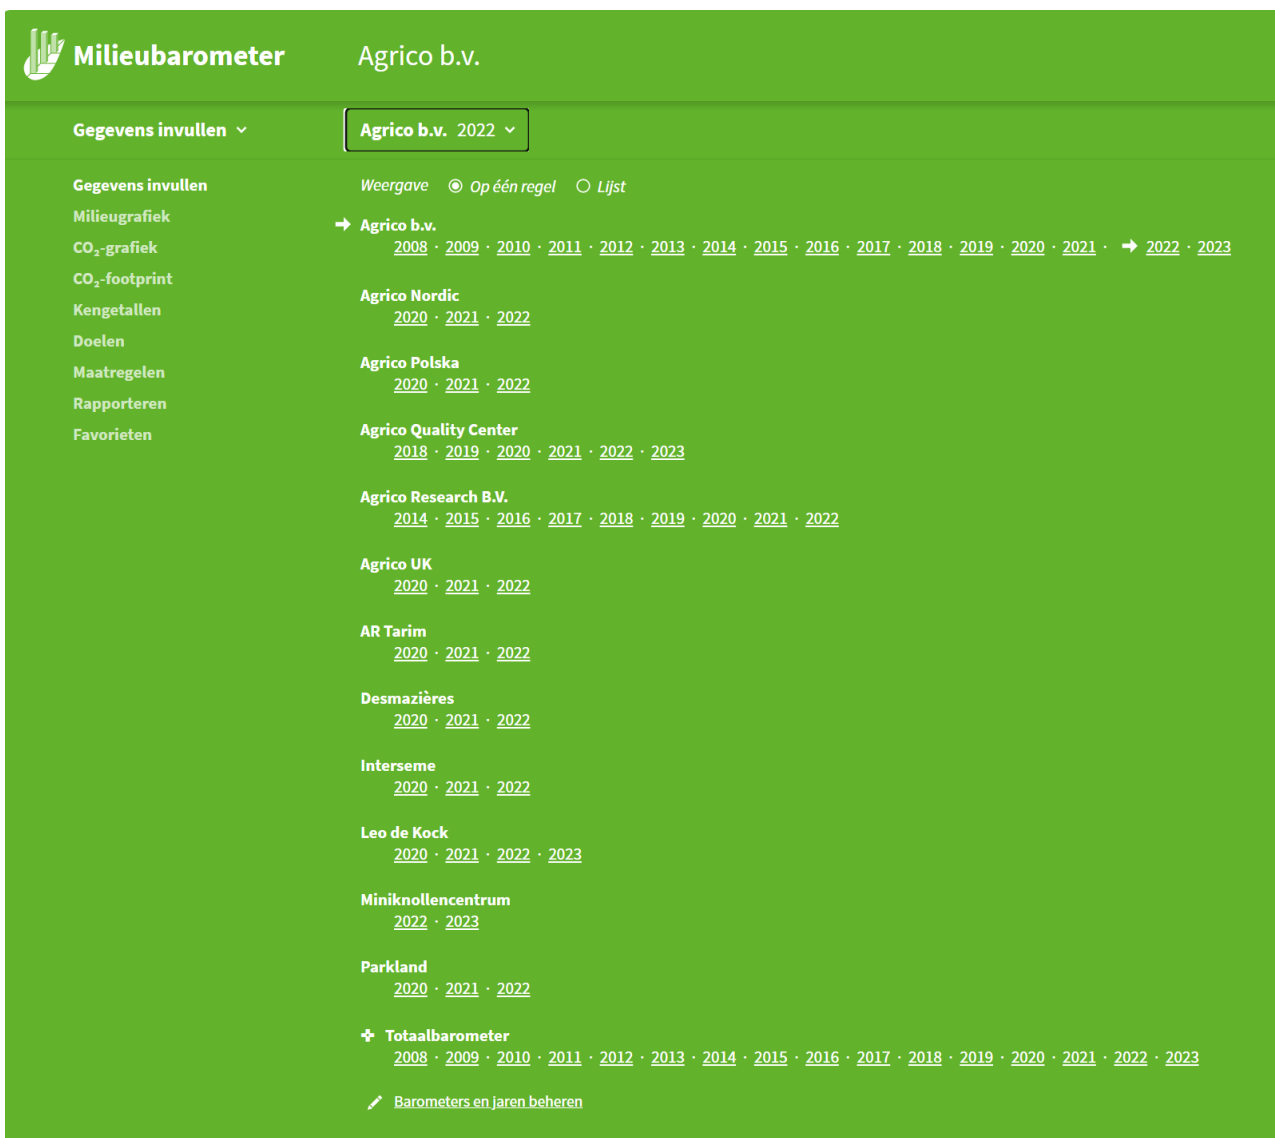 Milieubarometer
Agrico b.v.
Gegevens invullen
Agrico b.v. 2022
Gegevens invullen
Milieugrafiek
CO₂-grafiek
CO₂-footprint
Kengetallen
Doelen
Maatregelen
Rapporteren
Favorieten
Weergave Op één regel Lijst
Agrico b.v.
2008 · 2009 · 2010 · 2011 · 2012 · 2013 · 2014 · 2015 · 2016 · 2017 · 2018 · 2019 · 2020 · 2021 · 2022 · 2023
Agrico Nordic
2020 · 2021 · 2022
Agrico Polska
2020 · 2021 · 2022
Agrico Quality Center
2018 · 2019 · 2020 · 2021 · 2022 · 2023
Agrico Research B.V.
2014 · 2015 · 2016 · 2017 · 2018 · 2019 · 2020 · 2021 · 2022
Agrico UK
2020 · 2021 · 2022
AR Tarim
2020 · 2021 · 2022
Desmazières
2020 · 2021 · 2022
Interseme
2020 · 2021 · 2022
Leo de Kock
2020 · 2021 · 2022 · 2023
Miniknollencentrum
2022 · 2023
Parkland
2020 · 2021 · 2022
Totaalbarometer
2008 · 2009 · 2010 · 2011 · 2012 · 2013 · 2014 · 2015 · 2016 · 2017 · 2018 · 2019 · 2020 · 2021 · 2022 · 2023
Barometers en jaren beheren